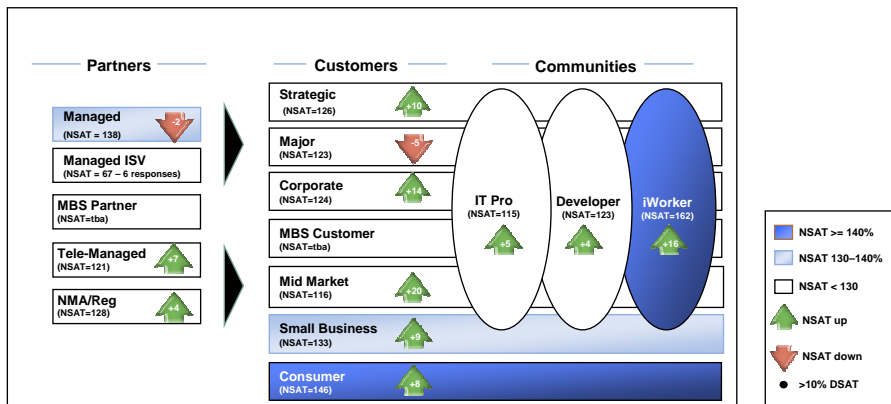 Partners
Managed
(NSAT = 138)
-2
Managed ISV
(NSAT = 67 – 6 responses)
MBS Partner
(NSAT=tba)
Tele-Managed
(NSAT=121)
+7
NMA/Reg
(NSAT=128)
+4
Customers
Communities
Strategic
(NSAT=126)
+10
Major
(NSAT=123)
-5
Corporate
(NSAT=124)
+14
MBS Customer
(NSAT=tba)
Mid Market
(NSAT=116)
+20
Small Business
(NSAT=133)
+9
Consumer
(NSAT=146)
+8
IT Pro
(NSAT=115)
+5
Developer
(NSAT=123)
+4
iWorker
(NSAT=162)
+16
NSAT >= 140%
NSAT 130–140%
NSAT < 130
NSAT up
NSAT down
>10% DSAT